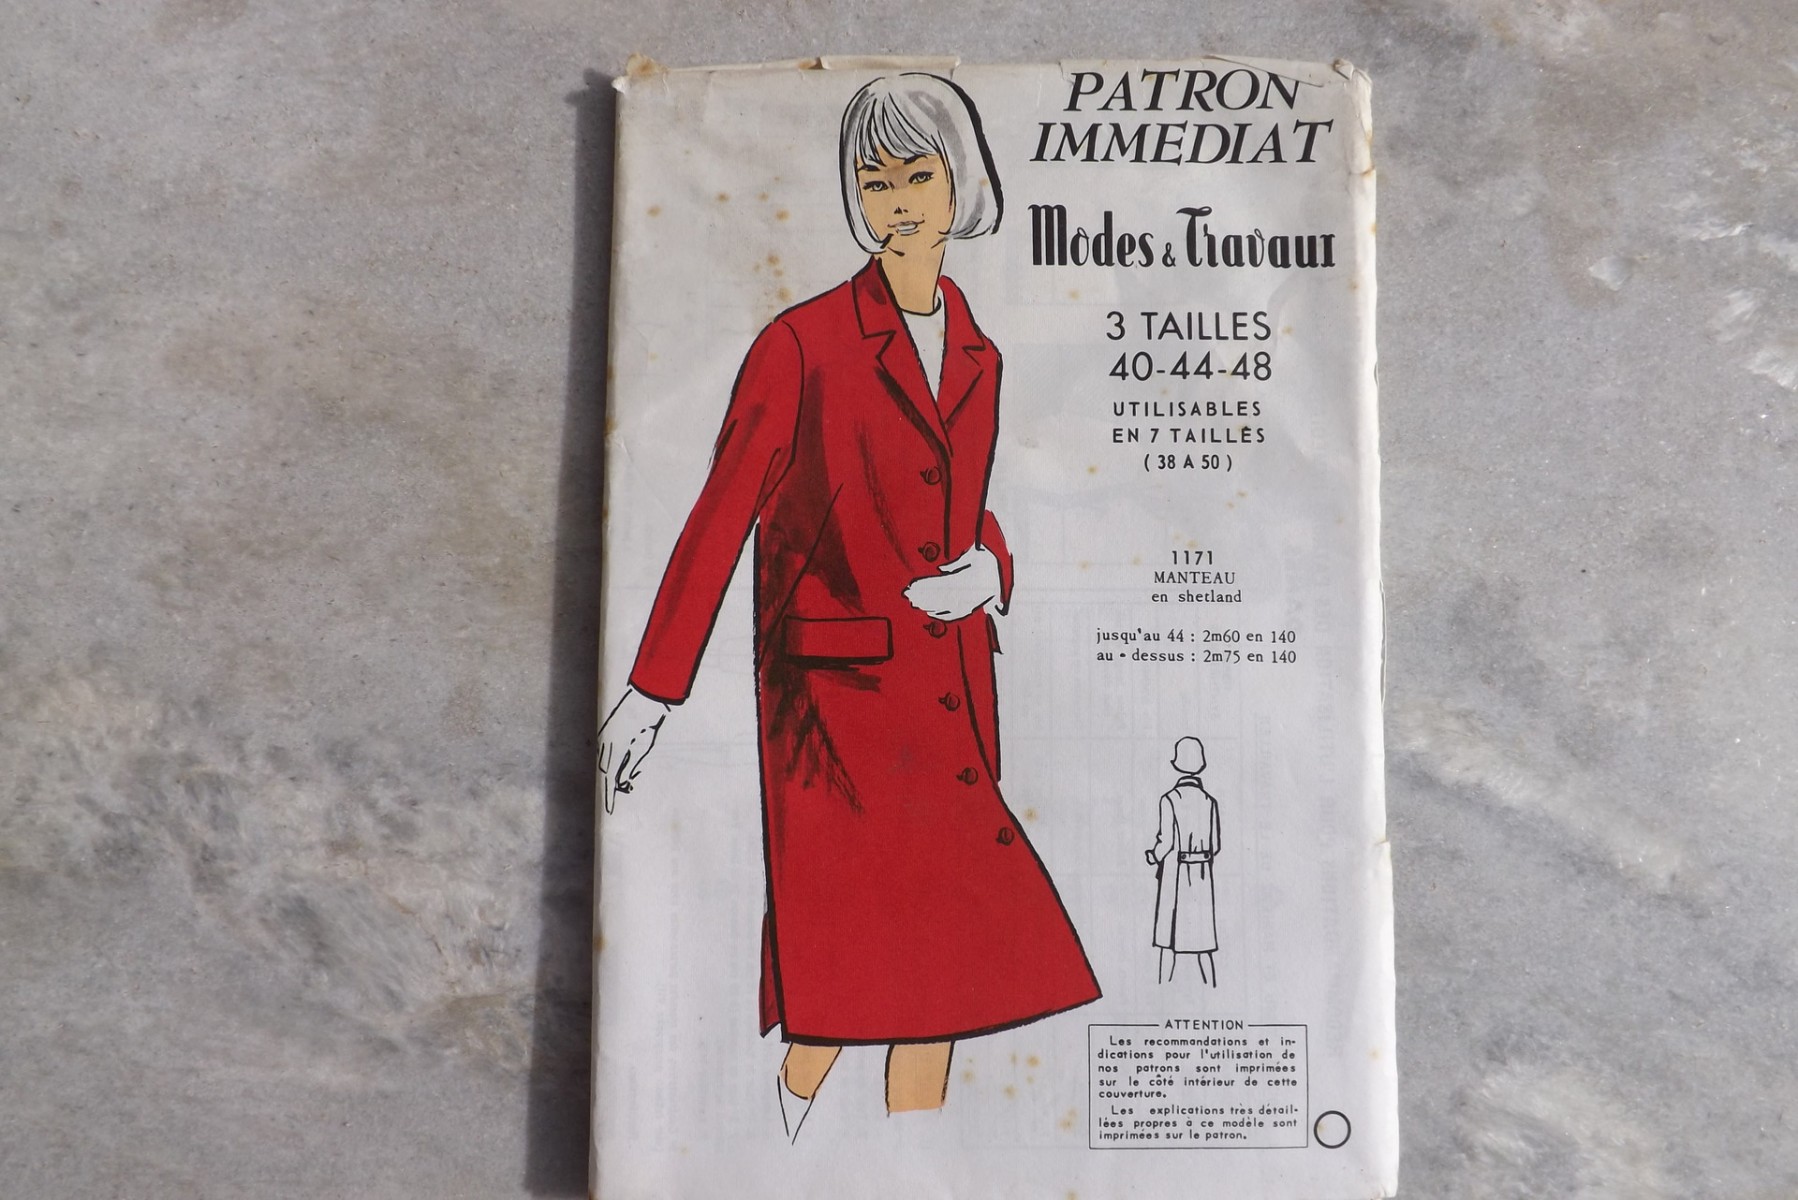 PATRON
IMMEDIAT
Modes & Travaux
3 TAILLES
40-44-48
UTILISABLES
EN 7 TAILLES
( 38 A 50 )
1171
MANTEAU
en shetland
jusqu'au 44 : 2m60 en 140
au - dessus : 2m75 en 140
ATTENTION
Les recommandations et in-
dications pour l'utilisation de
nos patrons sont imprimées
sur le côté intérieur de cette
couverture.
Les explications très détail-
lées propres à ce modèle sont
imprimées sur le patron.